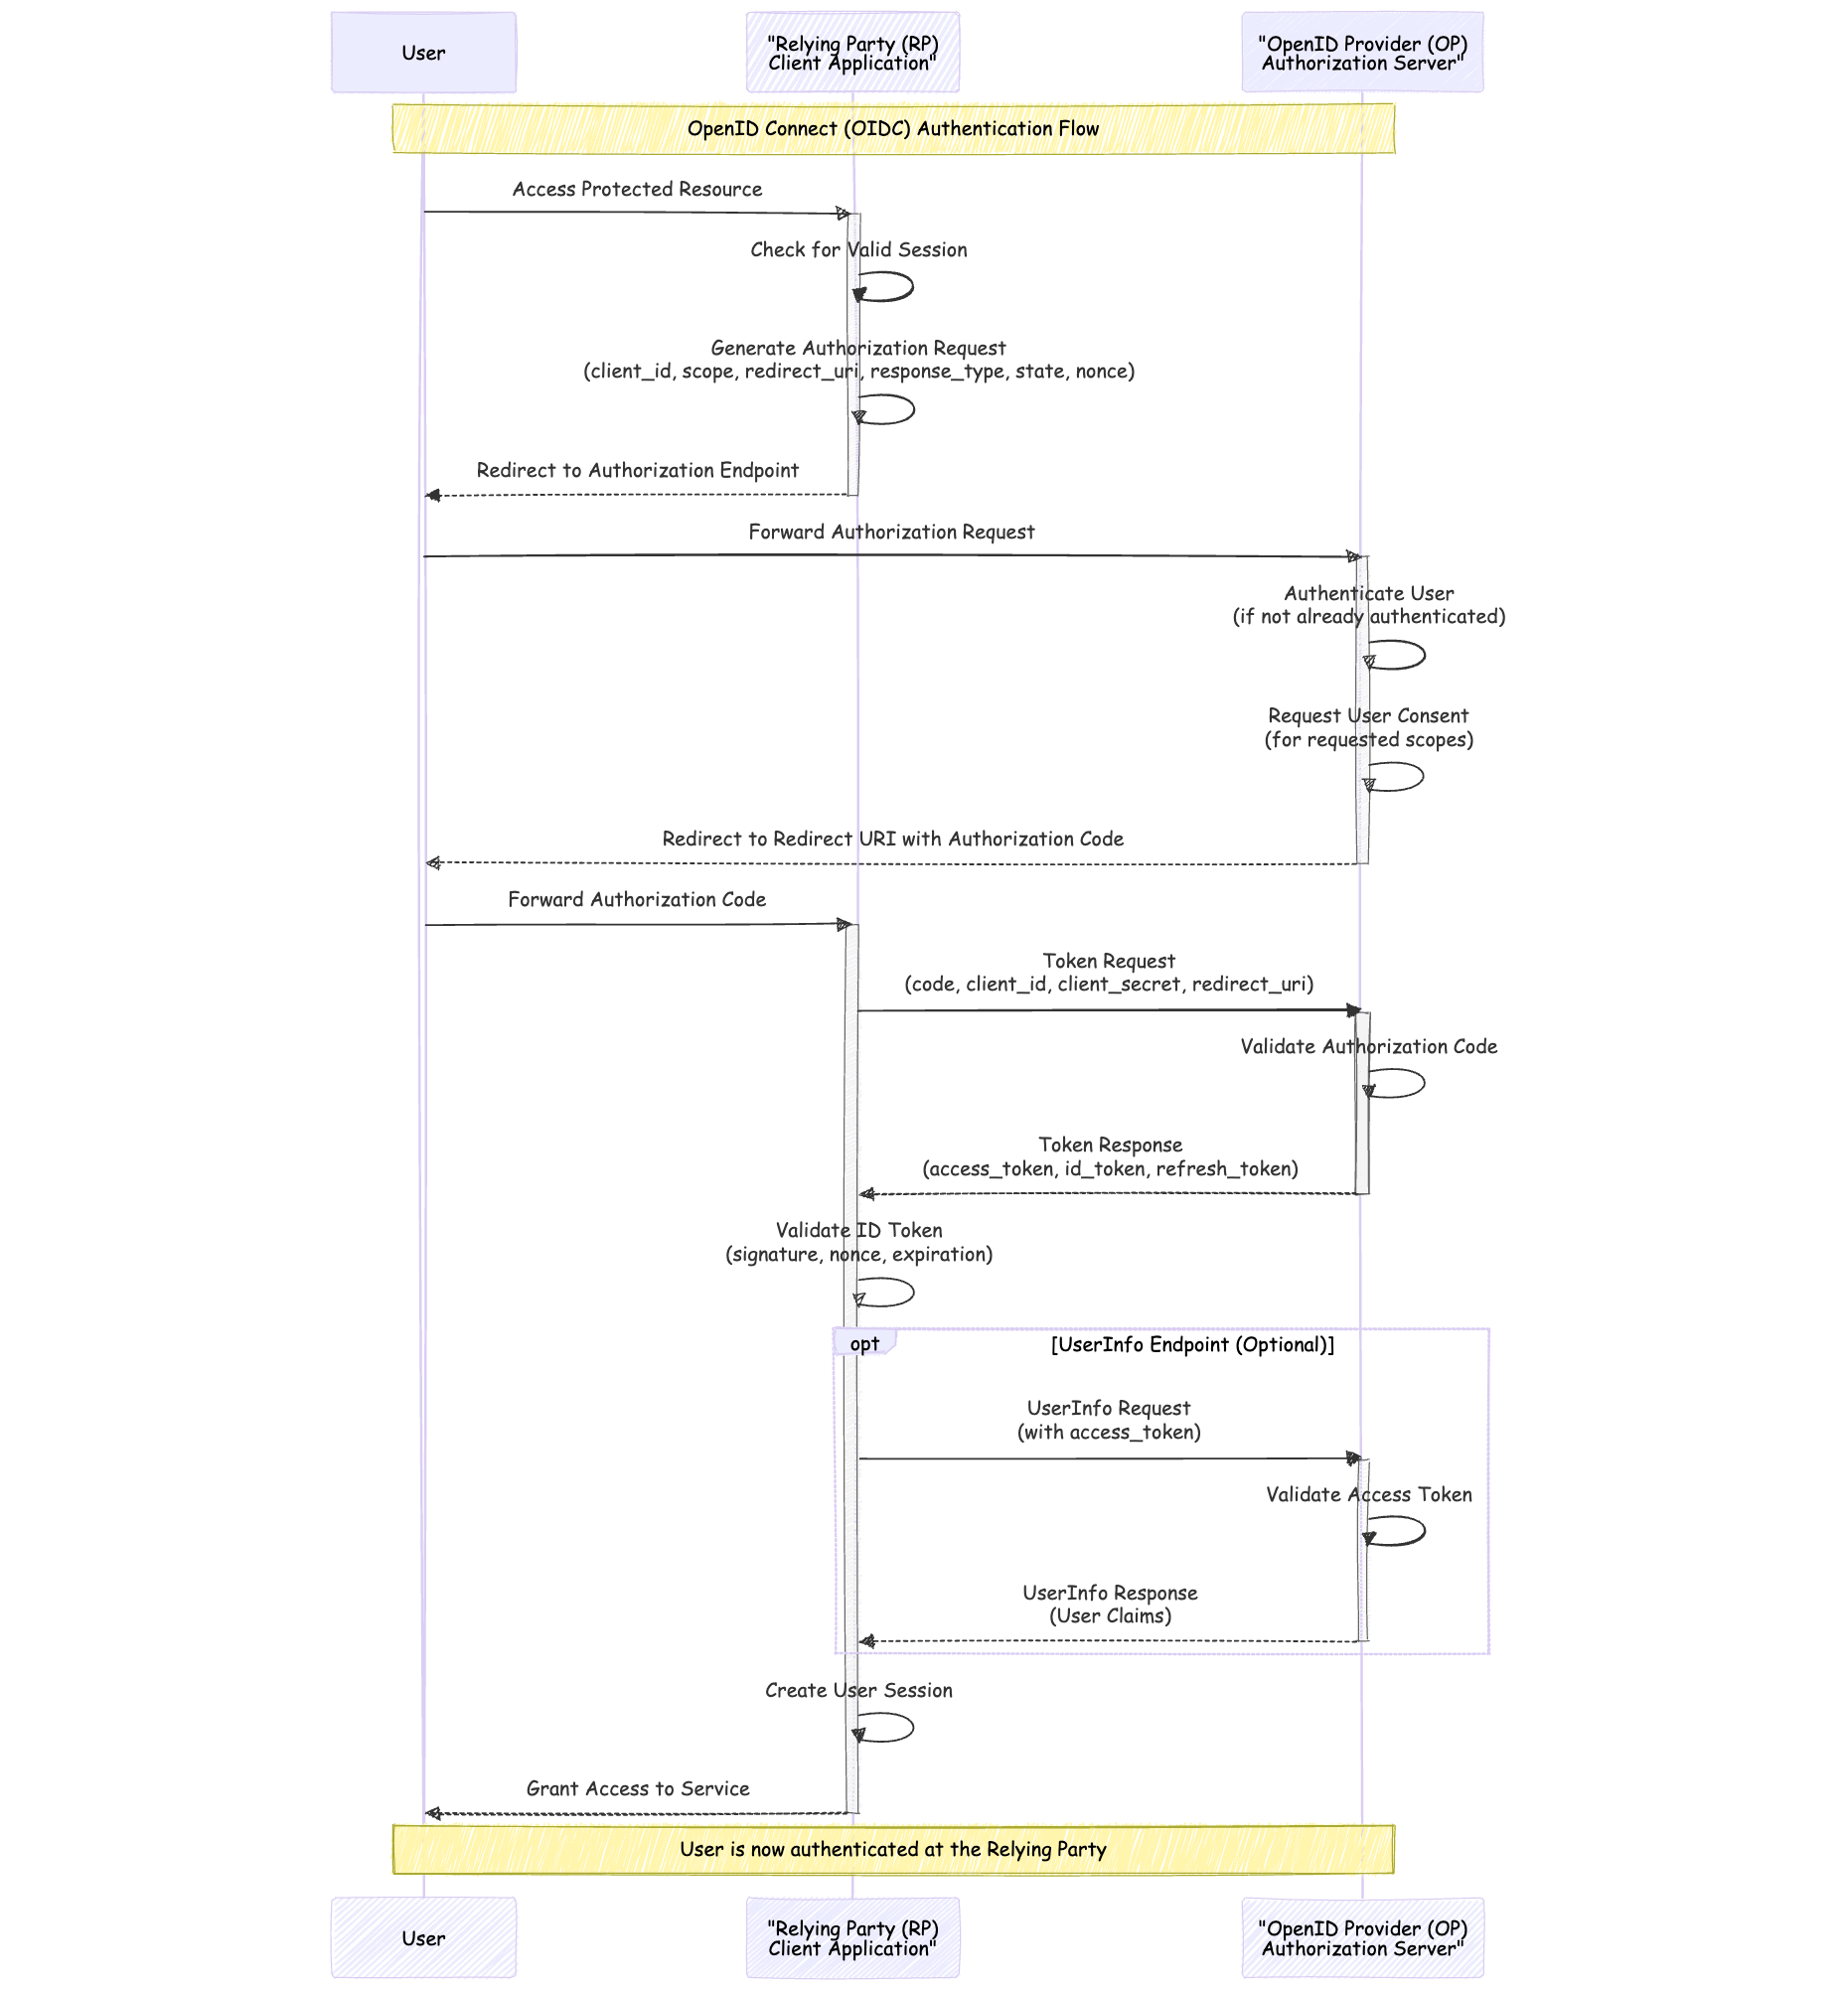 User
"Relying Party (RP)
Client Application"
"OpenID Provider (OP)
Authorization Server"
OpenID Connect (OIDC) Authentication Flow
Access Protected Resource
Check for Valid Session
Generate Authorization Request
(client_id, scope, redirect_uri, response_type, state, nonce)
Redirect to Authorization Endpoint
Forward Authorization Request
Authenticate User
(if not already authenticated)
Request User Consent
(for requested scopes)
Redirect to Redirect URI with Authorization Code
Forward Authorization Code
Token Request
(code, client_id, client_secret, redirect_uri)
Validate Authorization Code
Token Response
(access_token, id_token, refresh_token)
Validate ID Token
(signature, nonce, expiration)
opt
[UserInfo Endpoint (Optional)]
UserInfo Request
(with access_token)
Validate Access Token
UserInfo Response
(User Claims)
Create User Session
Grant Access to Service
User is now authenticated at the Relying Party
User
"Relying Party (RP)
Client Application"
"OpenID Provider (OP)
Authorization Server"